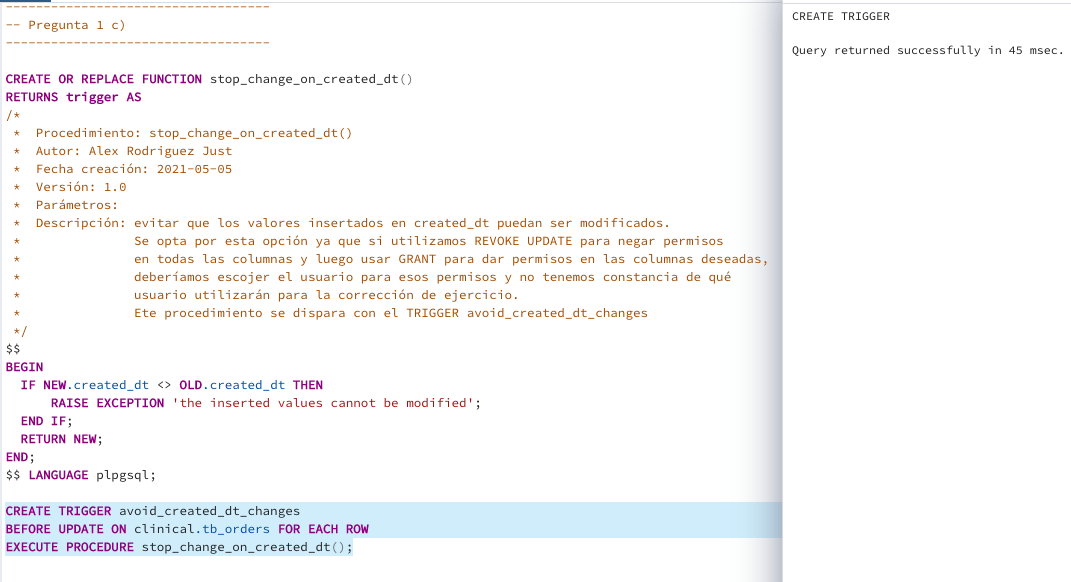 -----------------------------------
-- Pregunta 1 c)
-----------------------------------
CREATE OR REPLACE FUNCTION stop_change_on_created_dt()
RETURNS trigger AS
/*
 *  Procedimiento: stop_change_on_created_dt()
 *  Autor: Alex Rodriguez Just
 *  Fecha creación: 2021-05-05
 *  Versión: 1.0
 *  Parámetros:
 *  Descripción: evitar que los valores insertados en created_dt puedan ser modificados.
 *               Se opta por esta opción ya que si utilizamos REVOKE UPDATE para negar permisos
 *               en todas las columnas y luego usar GRANT para dar permisos en las columnas deseadas,
 *               deberíamos escojer el usuario para esos permisos y no tenemos constancia de qué
 *               usuario utilizarán para la corrección de ejercicio.
 *               Ete procedimiento se dispara con el TRIGGER avoid_created_dt_changes
 */
$$
BEGIN
  IF NEW.created_dt <> OLD.created_dt THEN
      RAISE EXCEPTION 'the inserted values cannot be modified';
  END IF;
  RETURN NEW;
END;
$$ LANGUAGE plpgsql;
CREATE TRIGGER avoid_created_dt_changes
BEFORE UPDATE ON clinical.tb_orders FOR EACH ROW
EXECUTE PROCEDURE stop_change_on_created_dt();
CREATE TRIGGER
Query returned successfully in 45 msec.